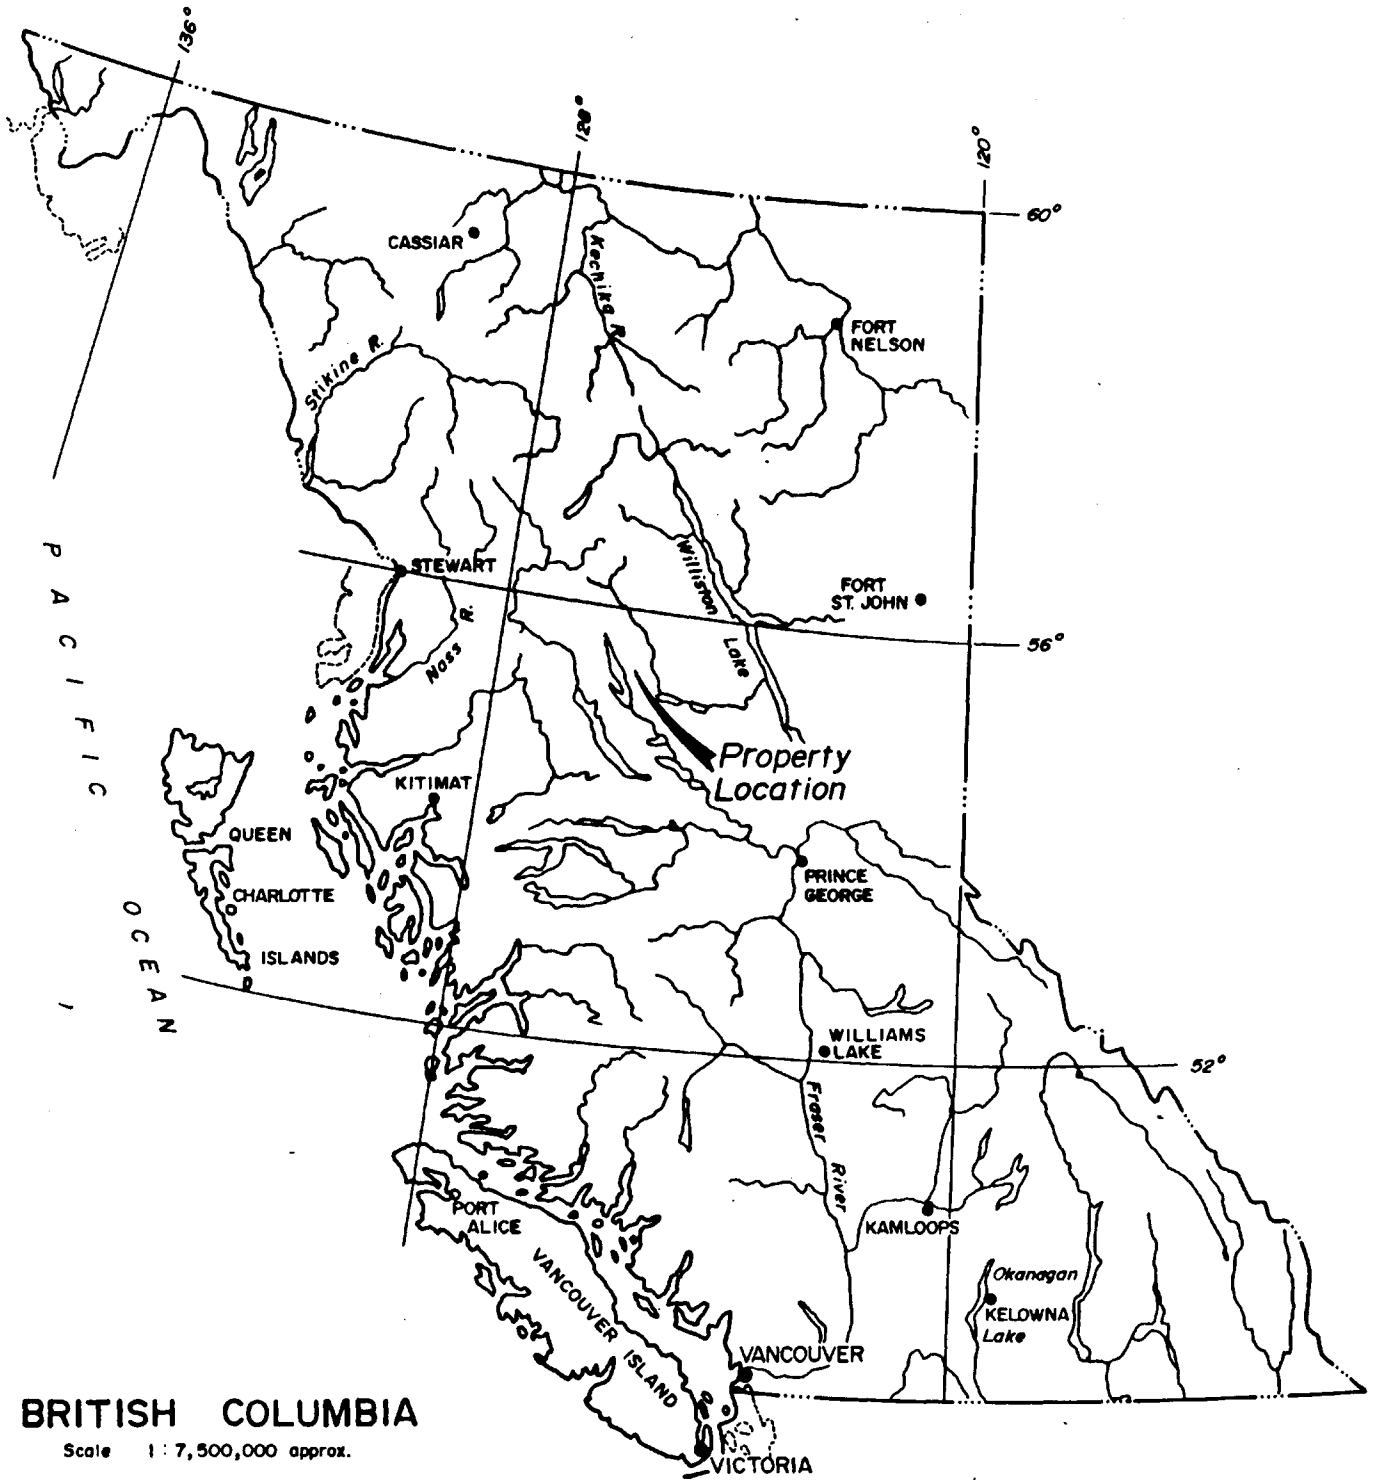 136°
128°
120°
60°
CASSIAR
Kechika R.
FORT
NELSON
Stikine R.
STEWART
Williston
Lake
FORT
ST. JOHN
56°
Nass R.
PACIFIC
OCEAN
Property
Location
KITIMAT
QUEEN
CHARLOTTE
ISLANDS
PRINCE
GEORGE
WILLIAMS
LAKE
52°
Fraser
River
PORT
ALICE
KAMLOOPS
VANCOUVER ISLAND
Okanagan
KELOWNA
Lake
VANCOUVER
VICTORIA
BRITISH COLUMBIA
Scale 1 : 7,500,000 approx.